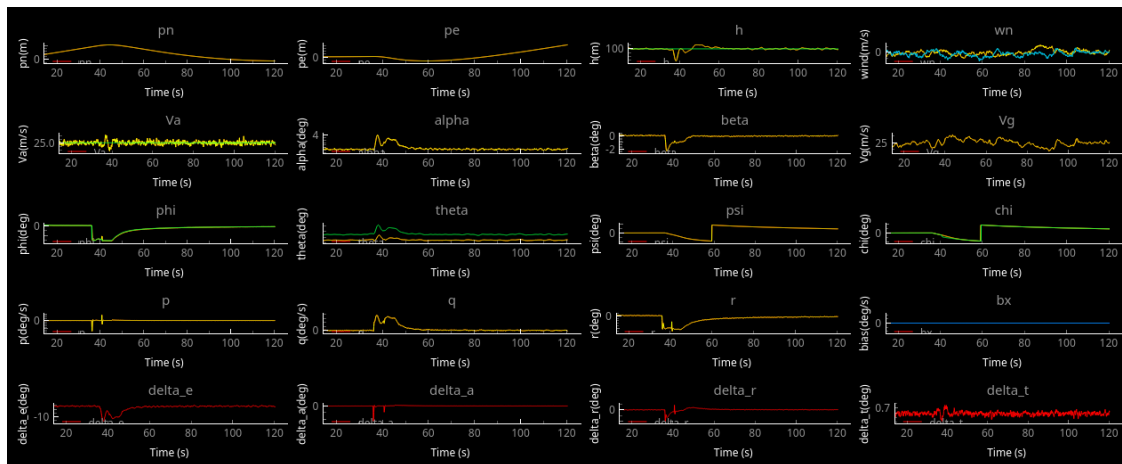 pn
pe
h
wn
pn(m)
0
20 40 60 80 100 120
Time (s)
pe(m)
0
20 40 60 80 100 120
Time (s)
h(m)
100
h
20 40 60 80 100 120
Time (s)
wind(m/s)
0
wn
20 40 60 80 100 120
Time (s)
Va
alpha
beta
Vg
Va(m/s)
25.0
20 40 60 80 100 120
Time (s)
alpha(deg)
4
20 40 60 80 100 120
Time (s)
beta(deg)
0
-2
20 40 60 80 100 120
Time (s)
Vg(m/s)
25
Vg
20 40 60 80 100 120
Time (s)
phi
theta
psi
chi
phi(deg)
0
20 40 60 80 100 120
Time (s)
theta(deg)
20 40 60 80 100 120
Time (s)
psi(deg)
0
psi
20 40 60 80 100 120
Time (s)
chi(deg)
0
chi
20 40 60 80 100 120
Time (s)
p
q
r
bx
p(deg/s)
0
20 40 60 80 100 120
Time (s)
q(deg/s)
0
20 40 60 80 100 120
Time (s)
r(deg)
0
r
20 40 60 80 100 120
Time (s)
bias(deg/s)
0
bx
20 40 60 80 100 120
Time (s)
delta_e
delta_a
delta_r
delta_t
delta_e(deg)
-10
delta_e
20 40 60 80 100 120
Time (s)
delta_a(deg)
0
delta_a
20 40 60 80 100 120
Time (s)
delta_r(deg)
0
delta_r
20 40 60 80 100 120
Time (s)
delta_t(deg)
0.7
delta_t
20 40 60 80 100 120
Time (s)